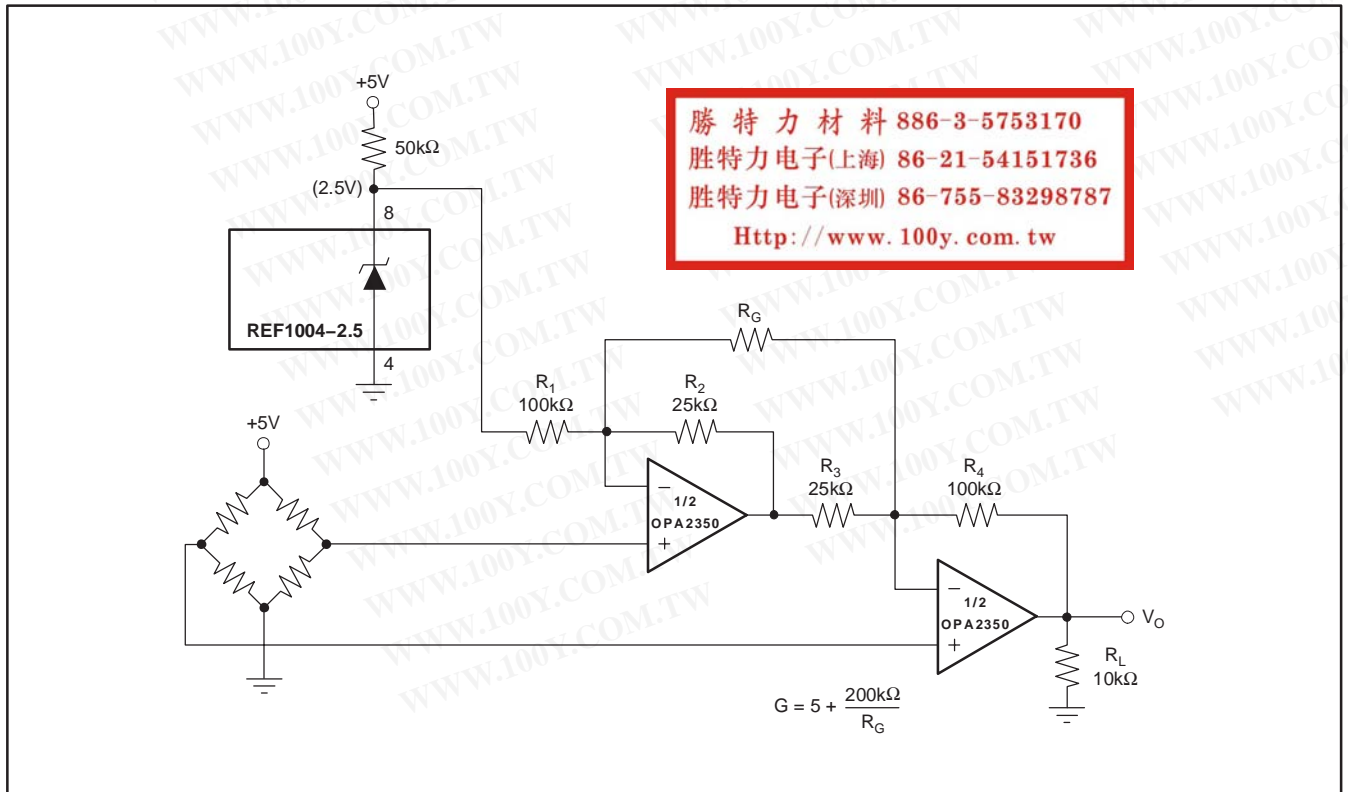 +5V
50kΩ
(2.5V)
8
REF1004–2.5
4
勝 特 力 材 料 886-3-5753170
胜特力电子(上海) 86-21-54151736
胜特力电子(深圳) 86-755-83298787
Http://www.100y.com.tw
RG
R1
100kΩ
R2
25kΩ
+5V
R3
25kΩ
R4
100kΩ
−
1/2
OPA2350
+
−
1/2
OPA2350
+
VO
RL
10kΩ
G = 5 + 200kΩ
RG
WWW.100Y.COM.TW